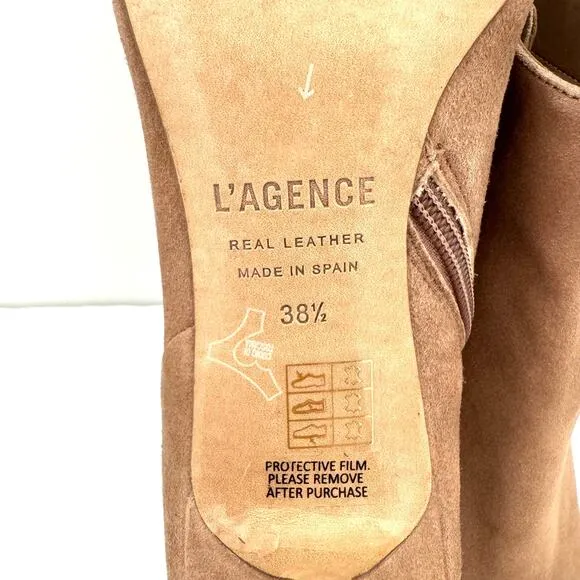 L'AGENCE
REAL LEATHER
MADE IN SPAIN
38½
PROTECTIVE FILM.
PLEASE REMOVE
AFTER PURCHASE